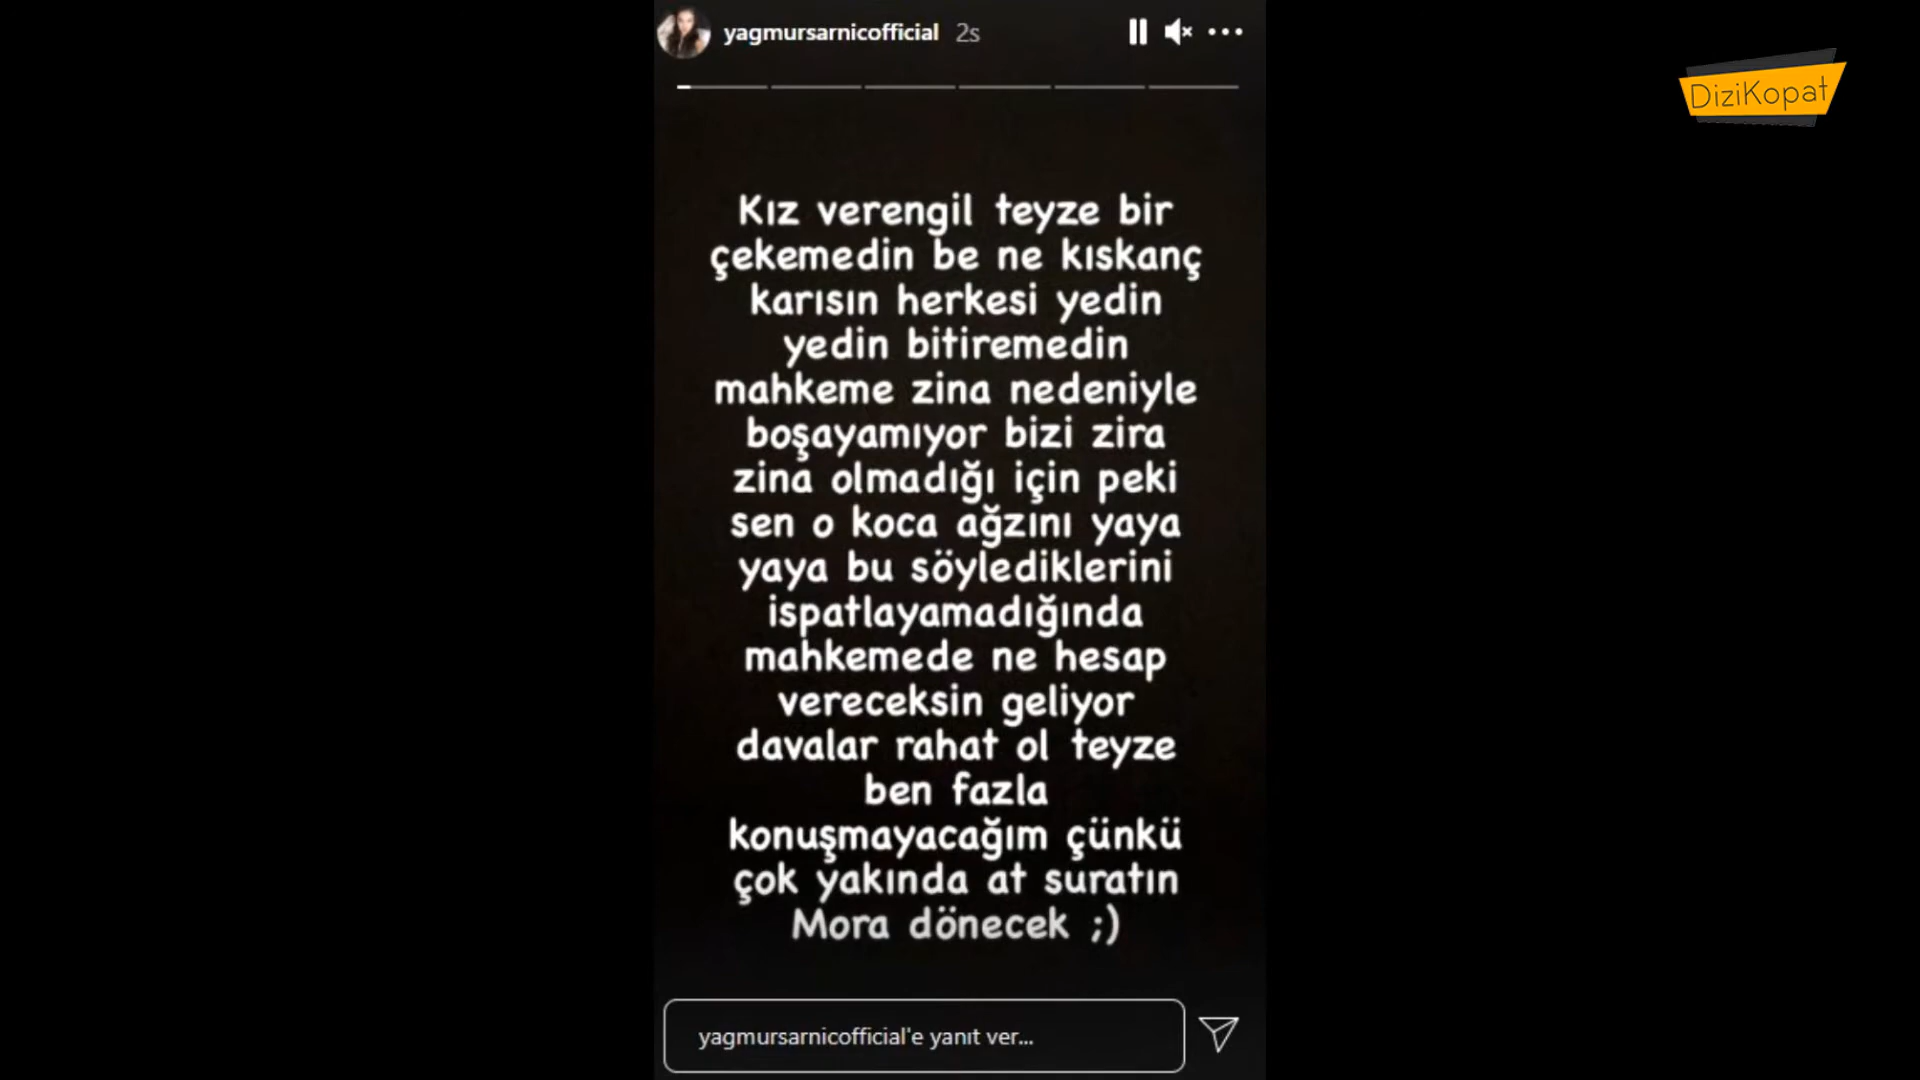 yagmursarnicofficial 2s
DiziKopat
Kız verengil teyze bir
çekemedin be ne kıskanç
karısın herkesi yedin
yedin bitiremedin
mahkeme zina nedeniyle
boşayamıyor bizi zira
zina olmadığı için peki
sen o koca ağzını yaya
yaya bu söylediklerini
ispatlayamadığında
mahkemede ne hesap
vereceksin geliyor
davalar rahat ol teyze
ben fazla
konuşmayacağım çünkü
çok yakında at suratın
Mora dönecek ;)
yagmursarnicofficial'e yanıt ver...